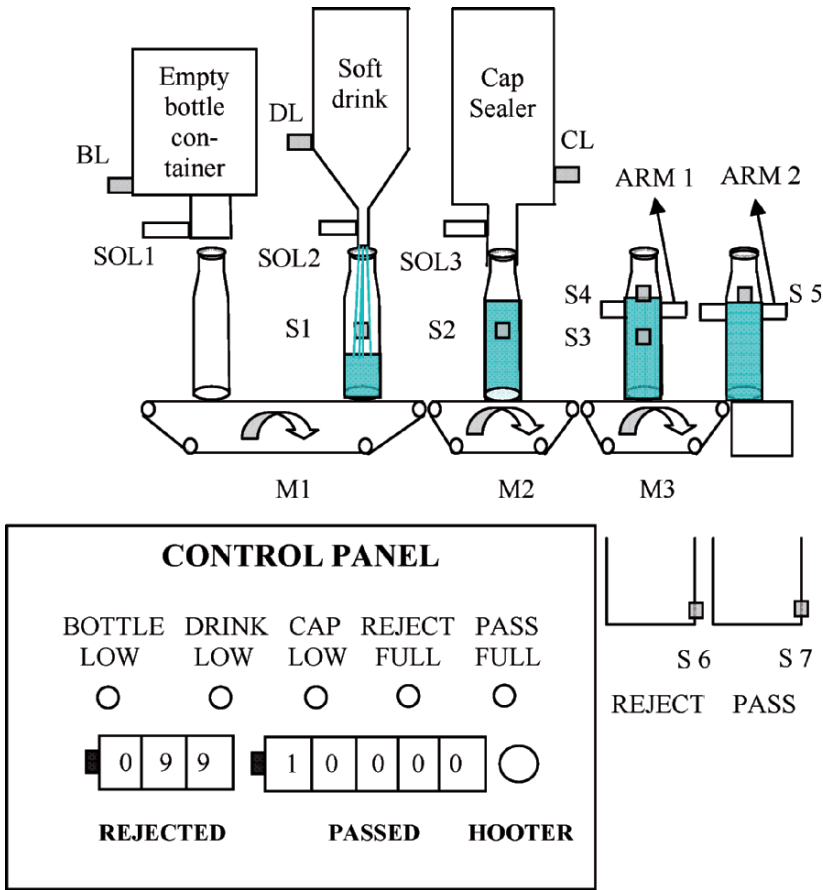 Empty
bottle
con-
tainer
Soft
drink
Cap
Sealer
BL
DL
CL
ARM 1
ARM 2
SOL1
SOL2
SOL3
S1
S2
S4
S3
S 5
M1
M2
M3
CONTROL PANEL
BOTTLE
LOW
DRINK
LOW
CAP
LOW
REJECT
FULL
PASS
FULL
0 9 9
1 0 0 0 0
REJECTED
PASSED
HOOTER
S 6
S 7
REJECT
PASS